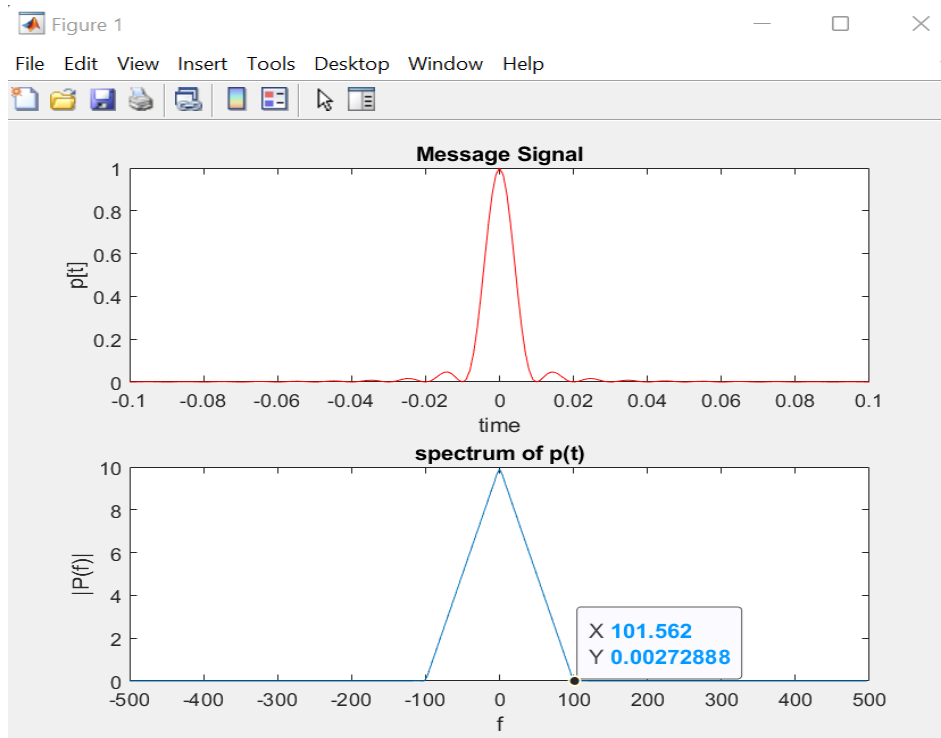 Figure 1
File Edit View Insert Tools Desktop Window Help
Message Signal
1
0.8
0.6
0.4
0.2
0
p[t]
-0.1 -0.08 -0.06 -0.04 -0.02 0 0.02 0.04 0.06 0.08 0.1
time
spectrum of p(t)
10
8
6
4
2
0
|P(f)|
X 101.562
Y 0.00272888
-500 -400 -300 -200 -100 0 100 200 300 400 500
f